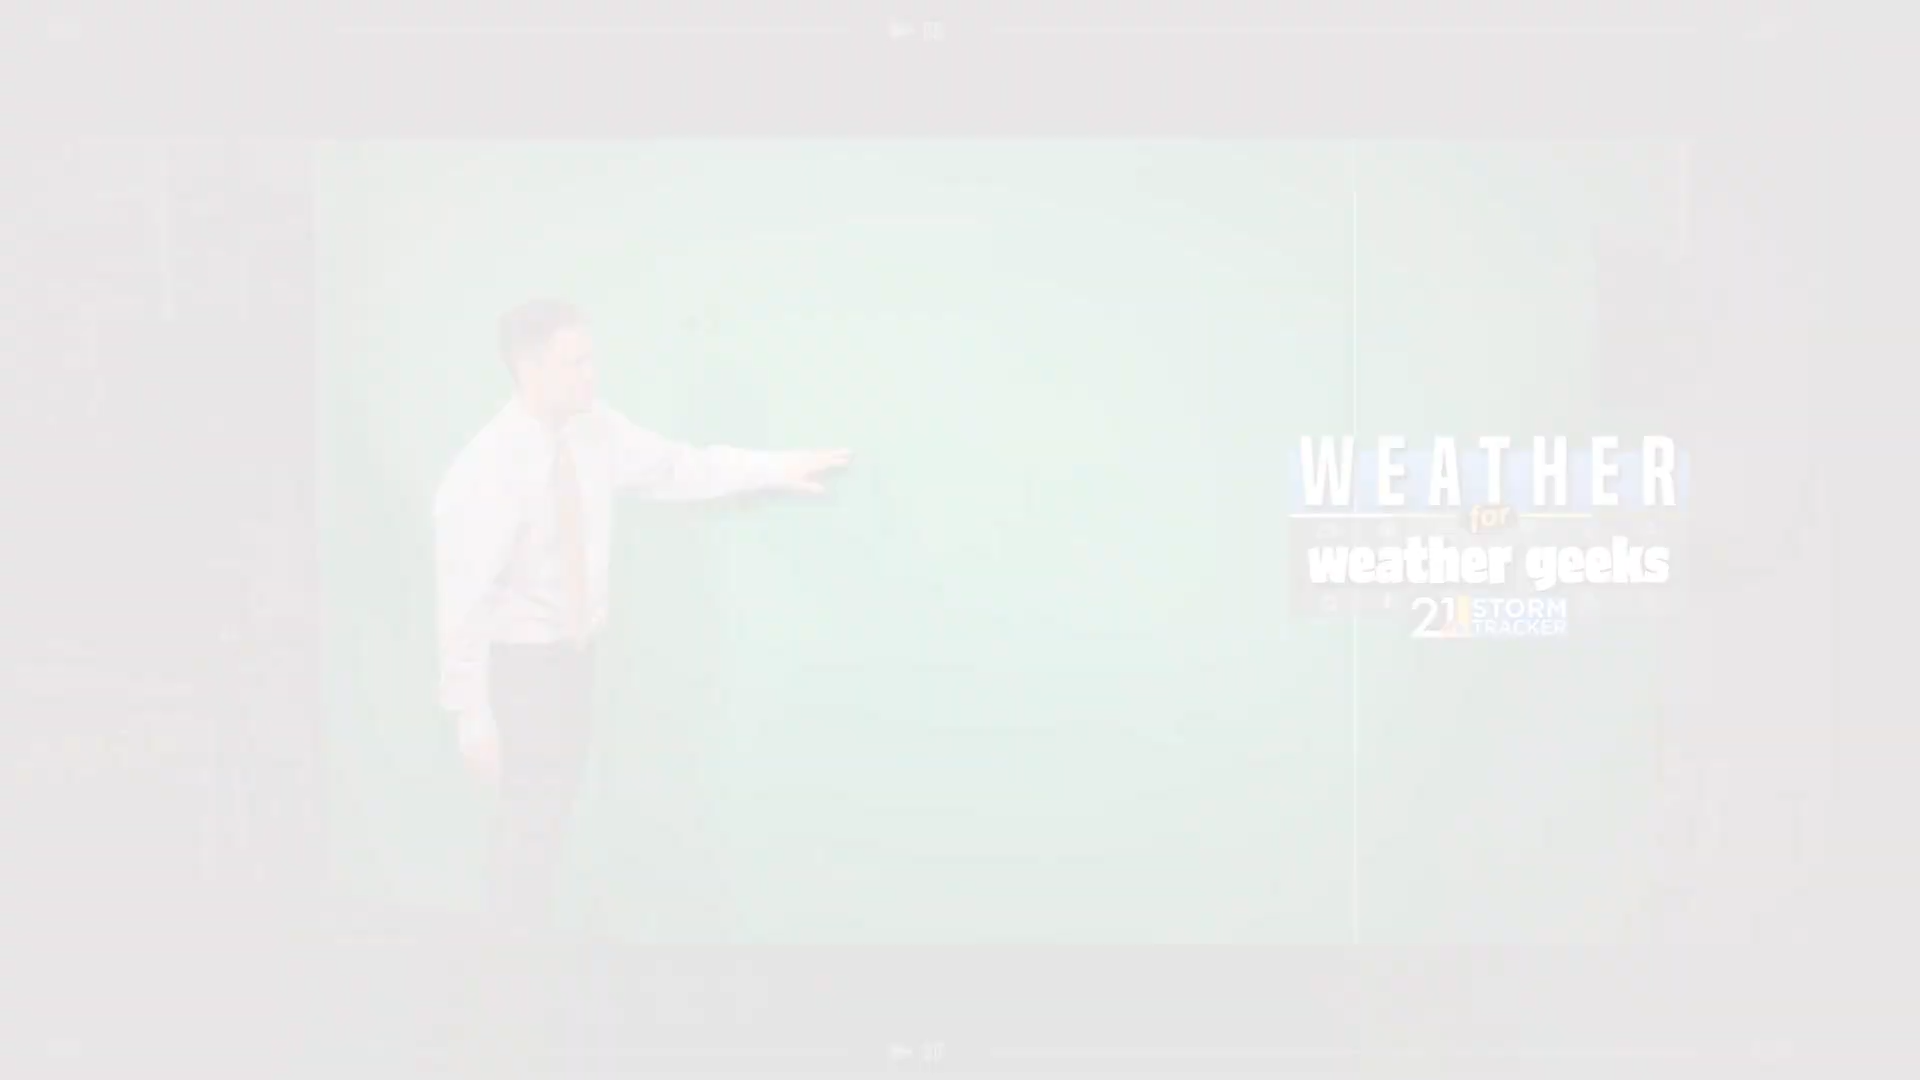 WEATHER
for
weather geeks
21 STORM
TRACKER